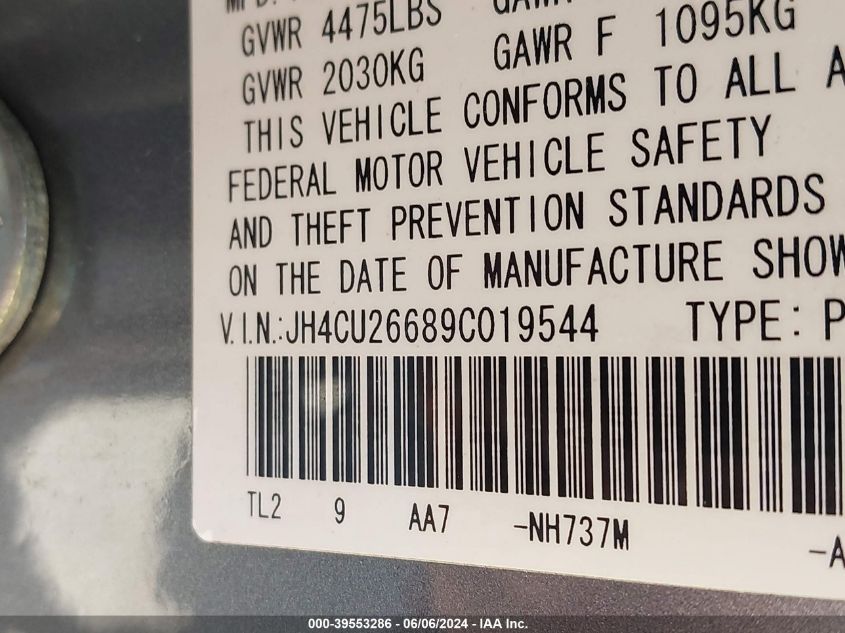 GVWR 4475LBS
GVWR 2030KG GAWR F 1095KG
THIS VEHICLE CONFORMS TO ALL A
FEDERAL MOTOR VEHICLE SAFETY
AND THEFT PREVENTION STANDARDS
ON THE DATE OF MANUFACTURE SHOW
V.I.N.:JH4CU26689C019544 TYPE: P
TL2 9 AA7 -NH737M -A
000-39553286 - 06/06/2024 - IAA Inc.